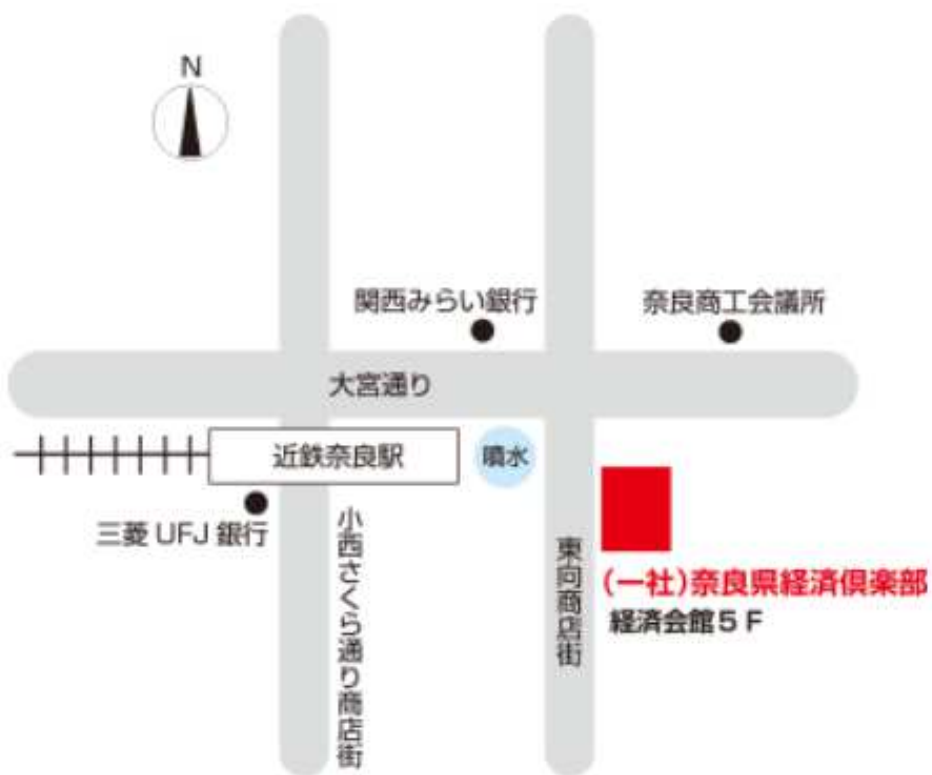 N
関西みらい銀行
奈良商工会議所
大宮通り
近鉄奈良駅
噴水
三菱UFJ銀行
小西さくら通り商店街
東向商店街
(一社)奈良県経済倶楽部
経済会館5F